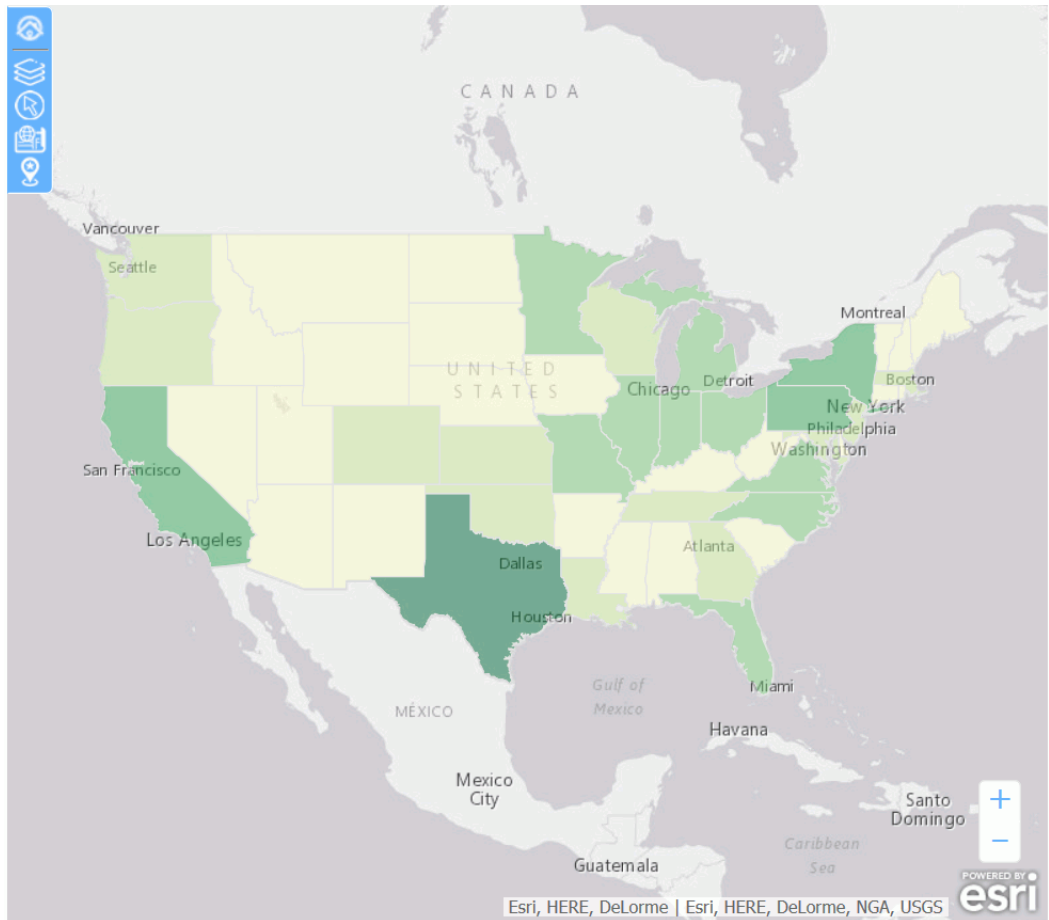 CANADA
Vancouver
Seattle
Montreal
UNITED
STATES
Chicago
Detroit
Boston
New York
Philadelphia
Washington
San Francisco
Los Angeles
Atlanta
Dallas
Houston
Gulf of
Mexico
Miami
MÉXICO
Havana
Mexico
City
Santo
Domingo
Caribbean
Sea
Guatemala
+
−
POWERED BY
esri
Esri, HERE, DeLorme | Esri, HERE, DeLorme, NGA, USGS